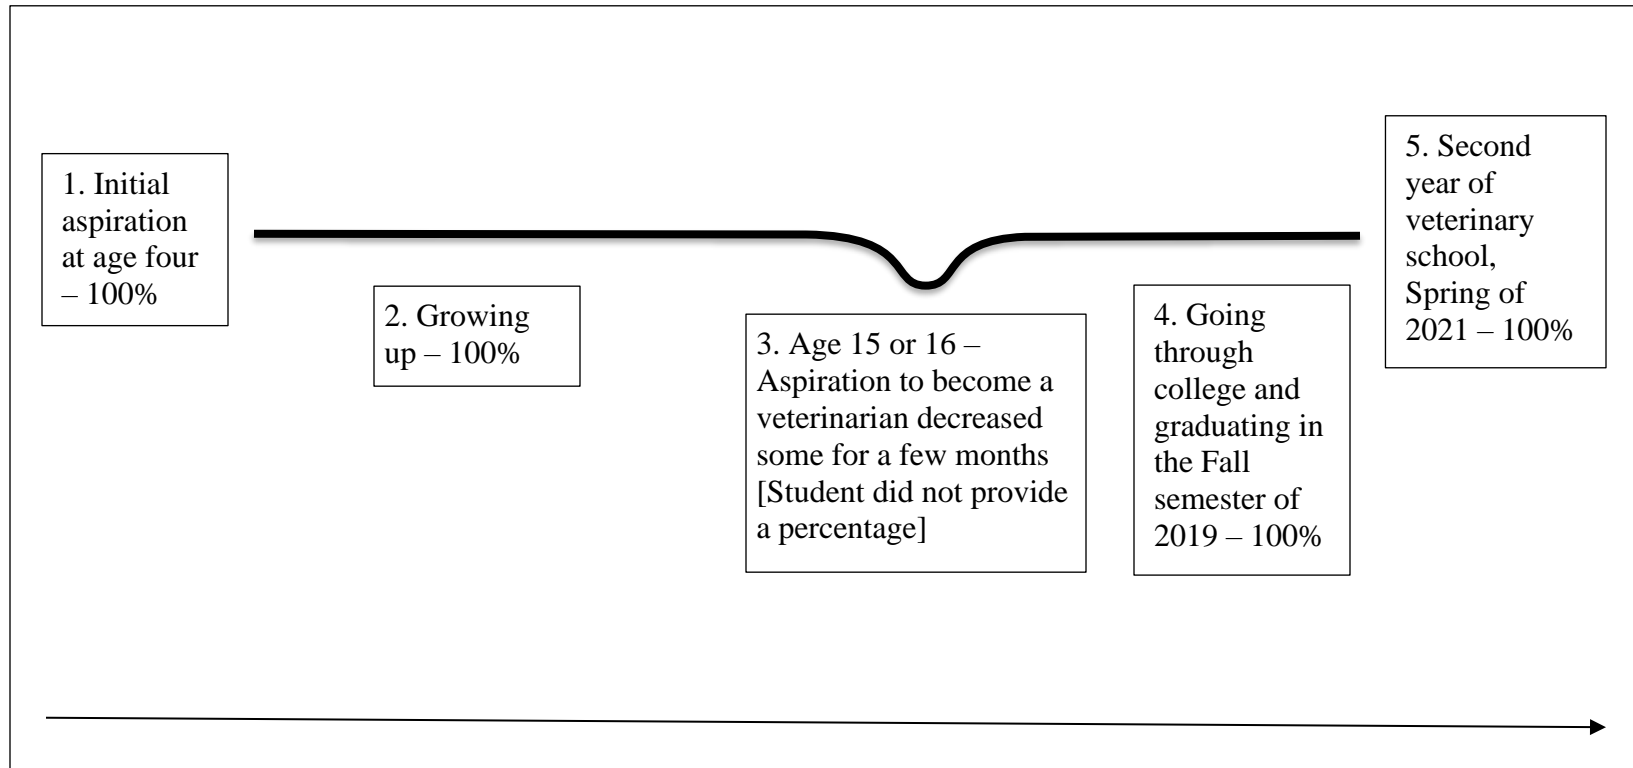 1. Initial
aspiration
at age four
– 100%
2. Growing
up – 100%
3. Age 15 or 16 –
Aspiration to become a
veterinarian decreased
some for a few months
[Student did not provide
a percentage]
4. Going
through
college and
graduating in
the Fall
semester of
2019 – 100%
5. Second
year of
veterinary
school,
Spring of
2021 – 100%